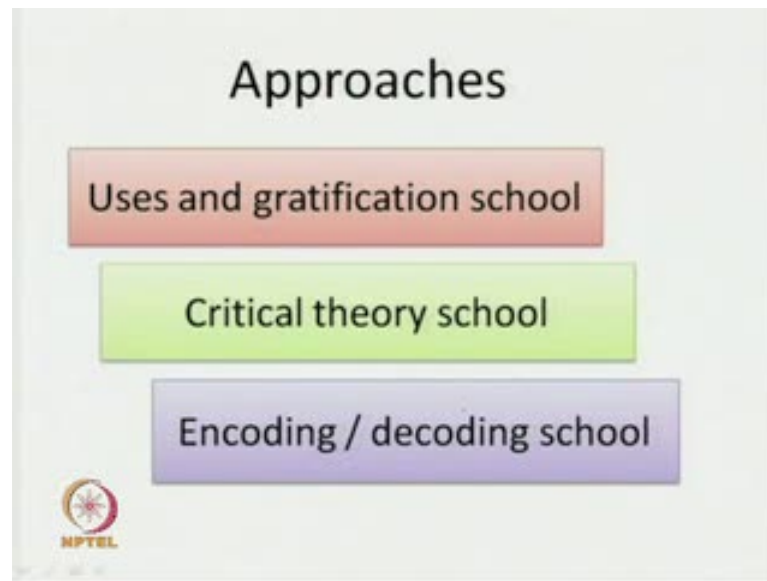 Approaches
Uses and gratification school
Critical theory school
Encoding / decoding school
NPTEL